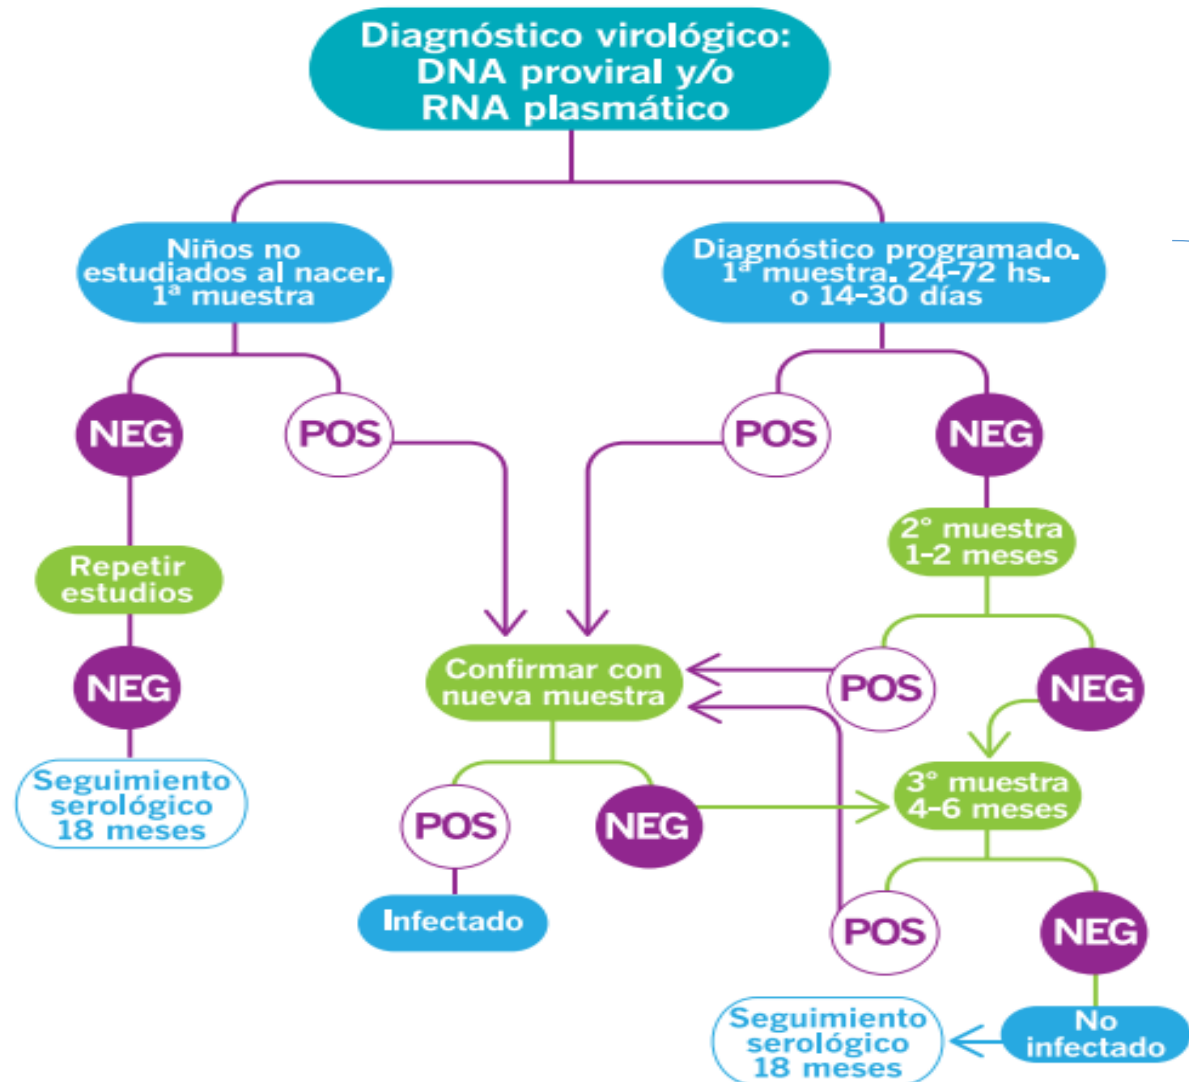 Diagnóstico virológico:
DNA proviral y/o
RNA plasmático
Niños no
estudiados al nacer.
1ª muestra
Diagnóstico programado.
1ª muestra. 24-72 hs.
o 14-30 días
NEG
POS
POS
NEG
2° muestra
1-2 meses
Repetir
estudios
NEG
Confirmar con
nueva muestra
POS
NEG
Seguimiento
serológico
18 meses
POS
NEG
3° muestra
4-6 meses
Infectado
POS
NEG
Seguimiento
serológico
18 meses
No
infectado